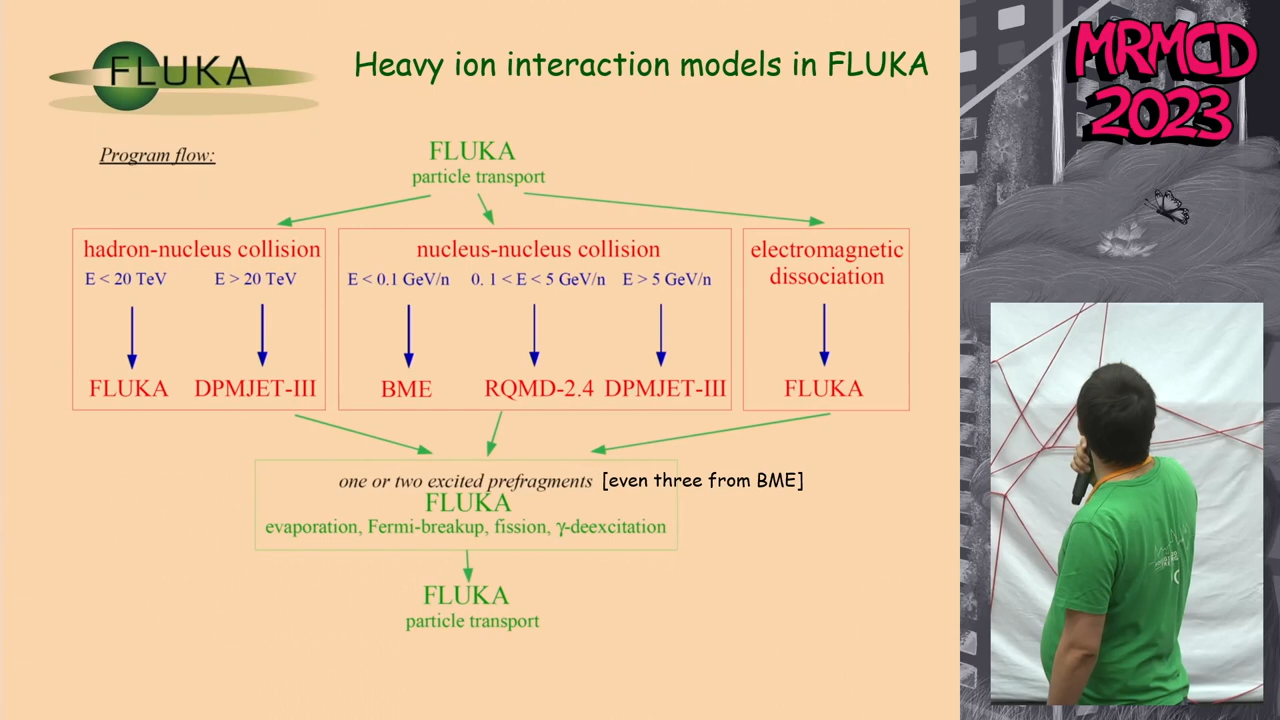 FLUKA
Heavy ion interaction models in FLUKA
MRMCD
2023
Program flow:
FLUKA
particle transport
hadron-nucleus collision
E < 20 TeV E > 20 TeV
FLUKA DPMJET-III
nucleus-nucleus collision
E < 0.1 GeV/n 0. 1 < E < 5 GeV/n E > 5 GeV/n
BME RQMD-2.4 DPMJET-III
electromagnetic
dissociation
FLUKA
one or two excited prefragments [even three from BME]
FLUKA
evaporation, Fermi-breakup, fission, γ-deexcitation
FLUKA
particle transport